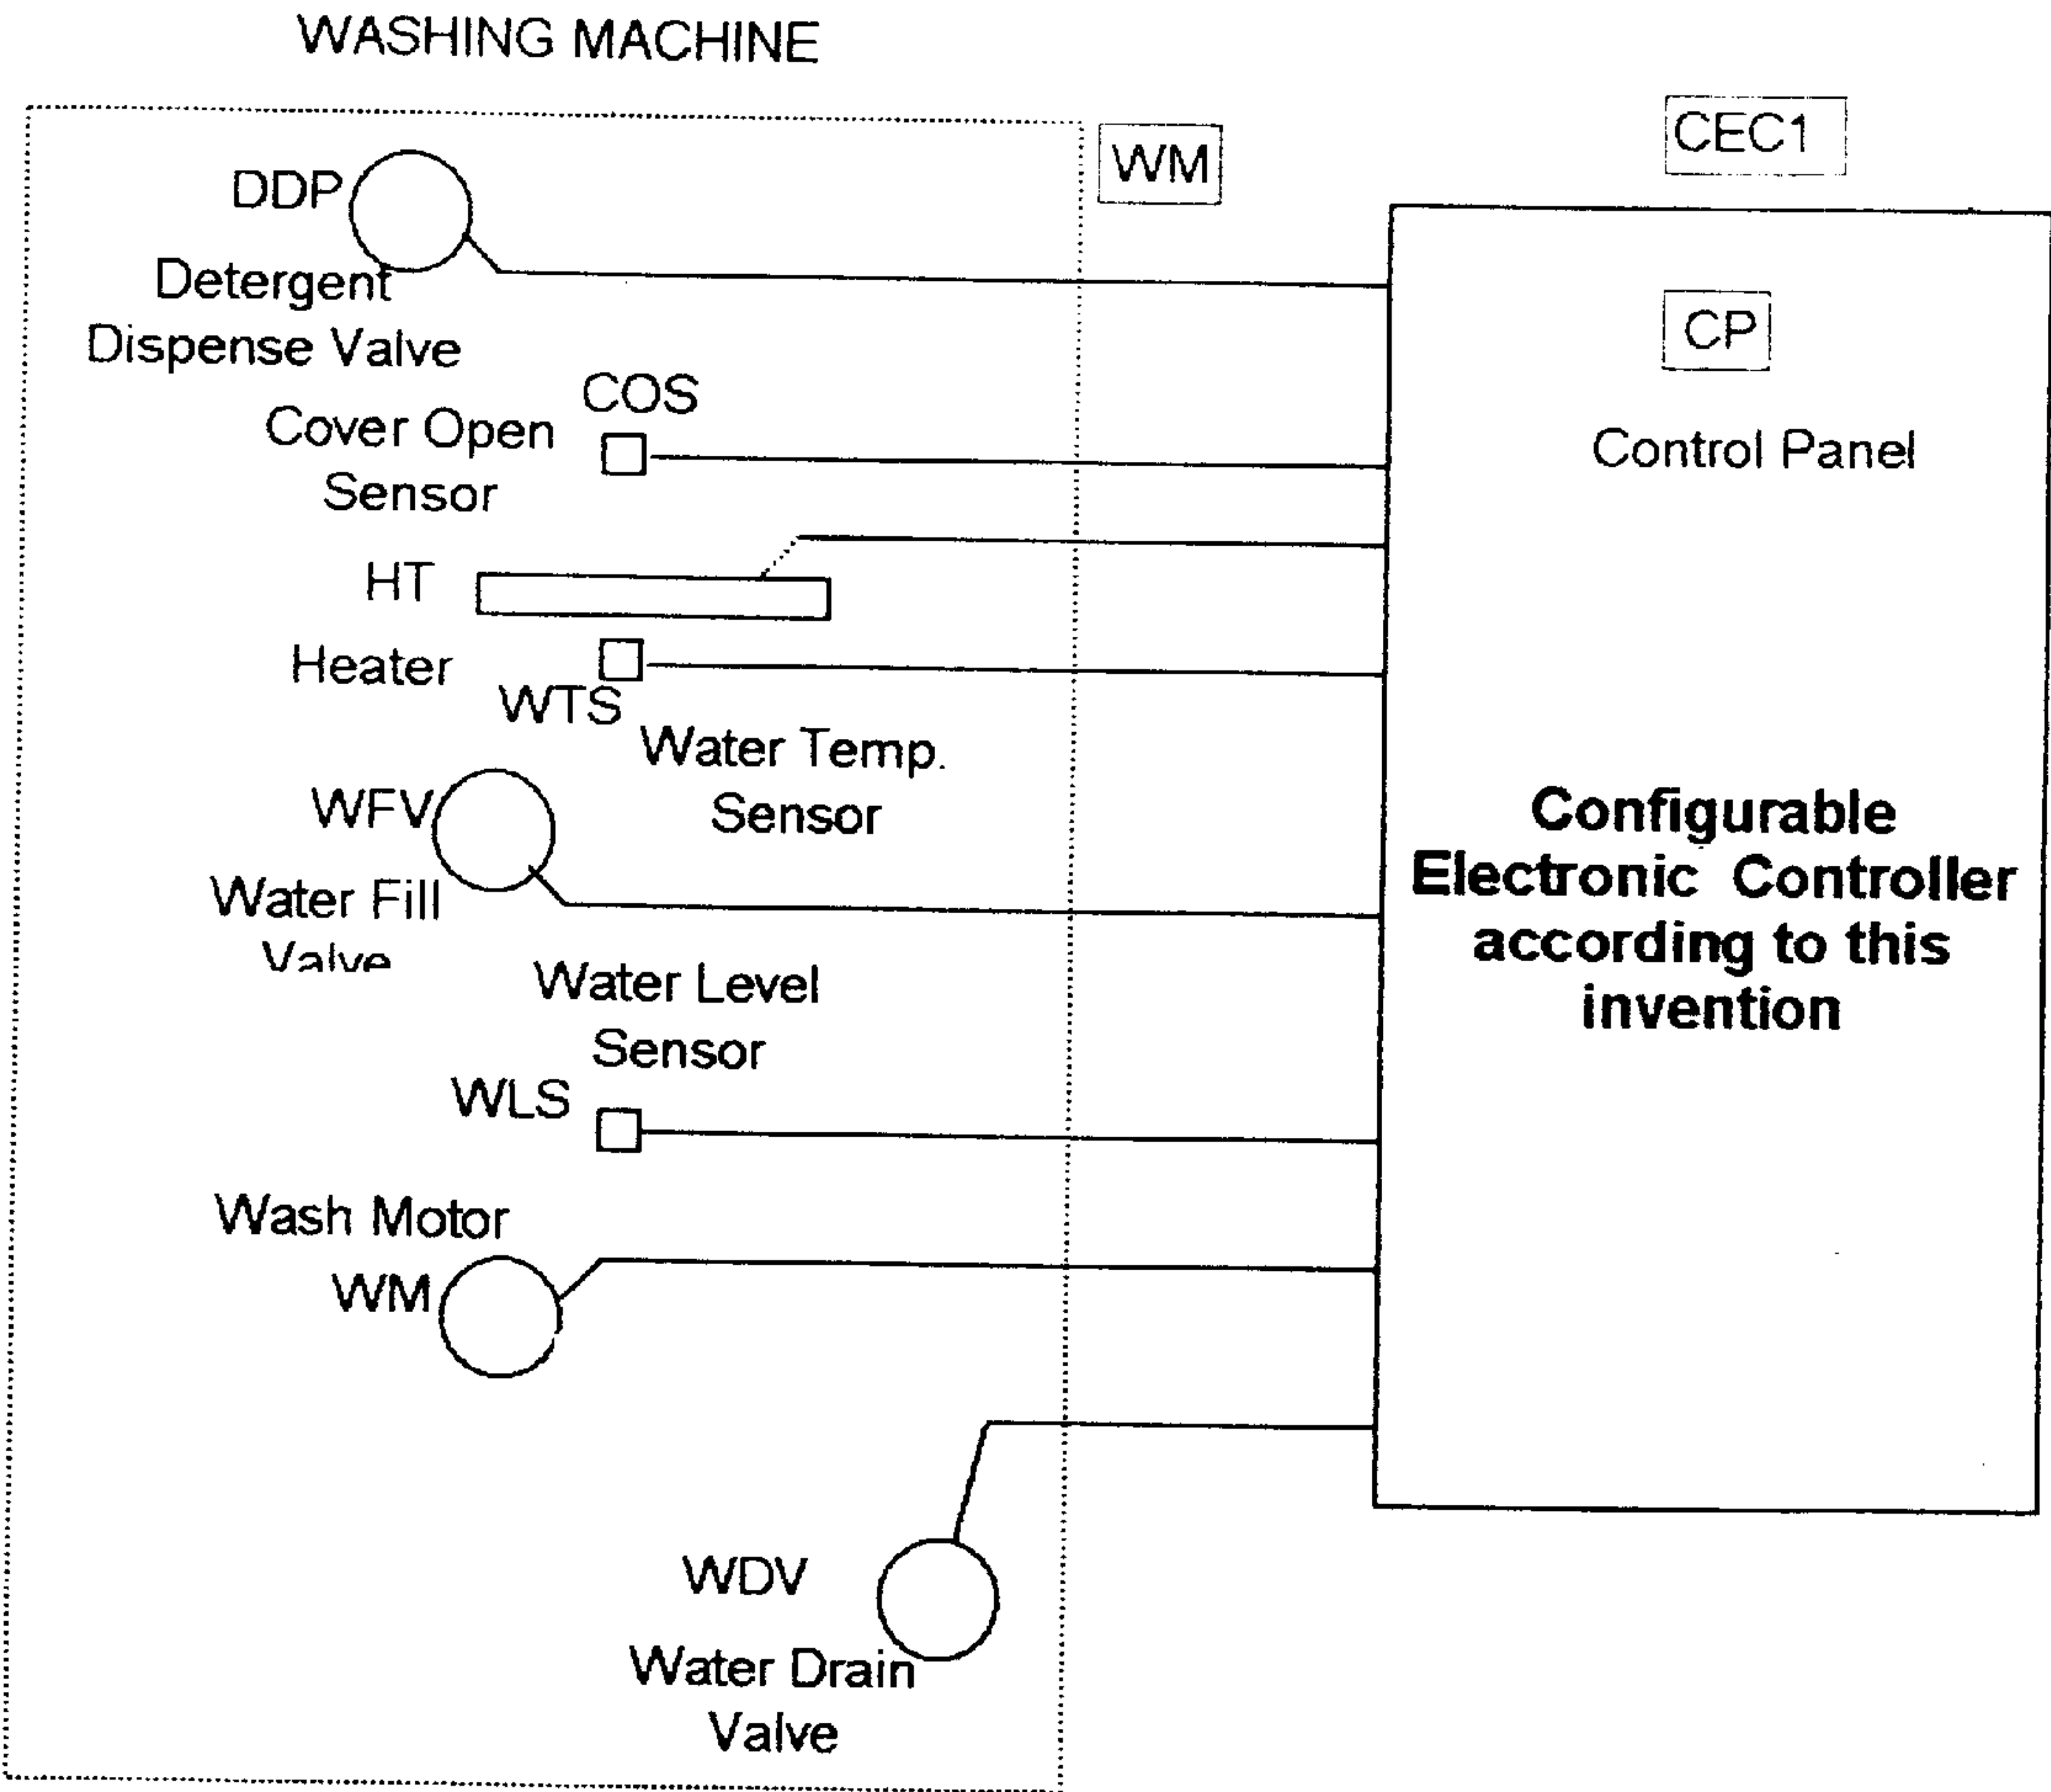 WASHING MACHINE
CEC1
WM
DDP
Detergent
Dispense Valve
CP
Control Panel
COS
Cover Open
Sensor
HT
Heater
WTS
Water Temp.
Sensor
WFV
Water Fill
Valve
Configurable
Electronic Controller
according to this
invention
Water Level
Sensor
WLS
Wash Motor
WM
WDV
Water Drain
Valve